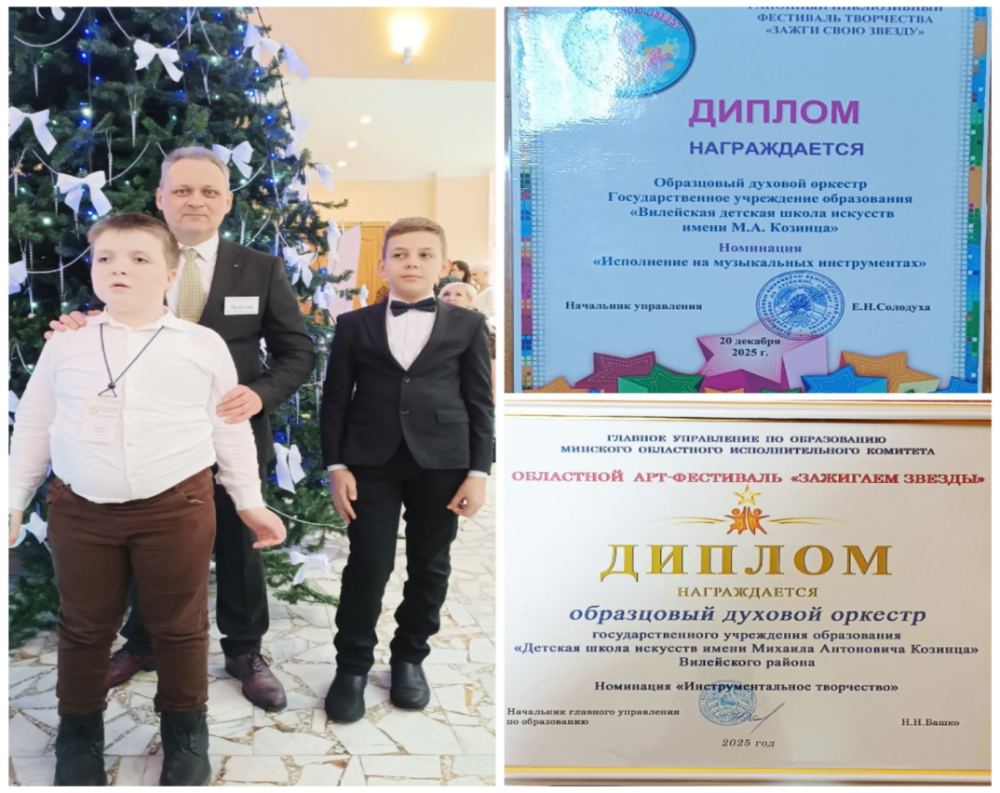 РАЙОННЫЙ ИНКЛЮЗИВНЫЙ
ФЕСТИВАЛЬ ТВОРЧЕСТВА
«ЗАЖГИ СВОЮ ЗВЕЗДУ»
ЗВЕЗДУ
ДИПЛОМ
НАГРАЖДАЕТСЯ
Образцовый духовой оркестр
Государственное учреждение образования
«Вилейская детская школа искусств
имени М.А. Козинца»
Номинация
«Исполнение на музыкальных инструментах»
Начальник управления Е.Н.Солодуха
20 декабря
2025 г.
ГЛАВНОЕ УПРАВЛЕНИЕ ПО ОБРАЗОВАНИЮ
МИНСКОГО ОБЛАСТНОГО ИСПОЛНИТЕЛЬНОГО КОМИТЕТА
ОБЛАСТНОЙ АРТ-ФЕСТИВАЛЬ «ЗАЖИГАЕМ ЗВЕЗДЫ»
ДИПЛОМ
НАГРАЖДАЕТСЯ
образцовый духовой оркестр
государственного учреждения образования
«Детская школа искусств имени Михаила Антоновича Козинца»
Вилейского района
Номинация «Инструментальное творчество»
Начальник главного управления
по образованию Н.Н.Башко
2025 год